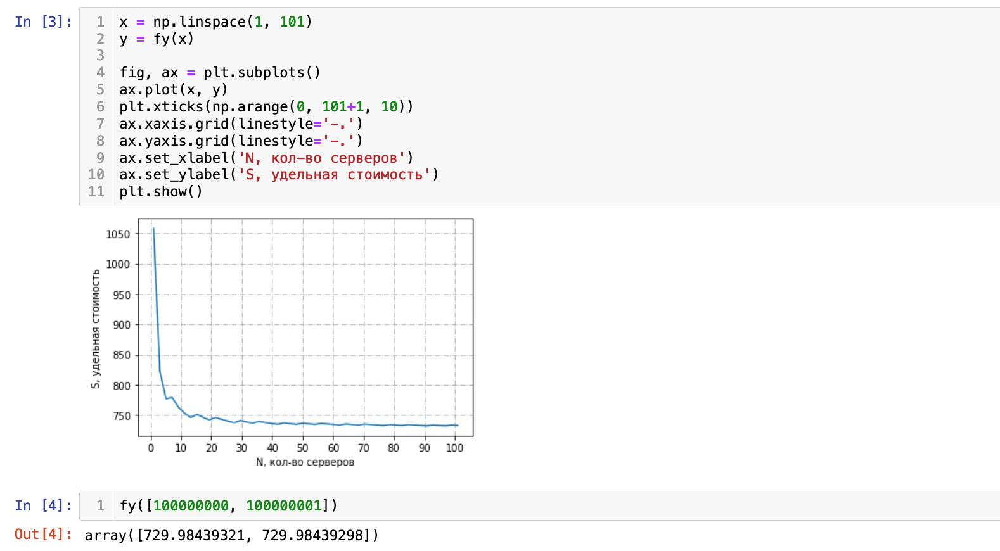 In [3]:
1 x = np.linspace(1, 101)
2 y = fy(x)
3
4 fig, ax = plt.subplots()
5 ax.plot(x, y)
6 plt.xticks(np.arange(0, 101+1, 10))
7 ax.xaxis.grid(linestyle='-.')
8 ax.yaxis.grid(linestyle='-.')
9 ax.set_xlabel('N, кол-во серверов')
10 ax.set_ylabel('S, удельная стоимость')
11 plt.show()
S, удельная стоимость
1050
1000
950
900
850
800
750
0 10 20 30 40 50 60 70 80 90 100
N, кол-во серверов
In [4]:
1 fy([100000000, 100000001])
Out[4]: array([729.98439321, 729.98439298])